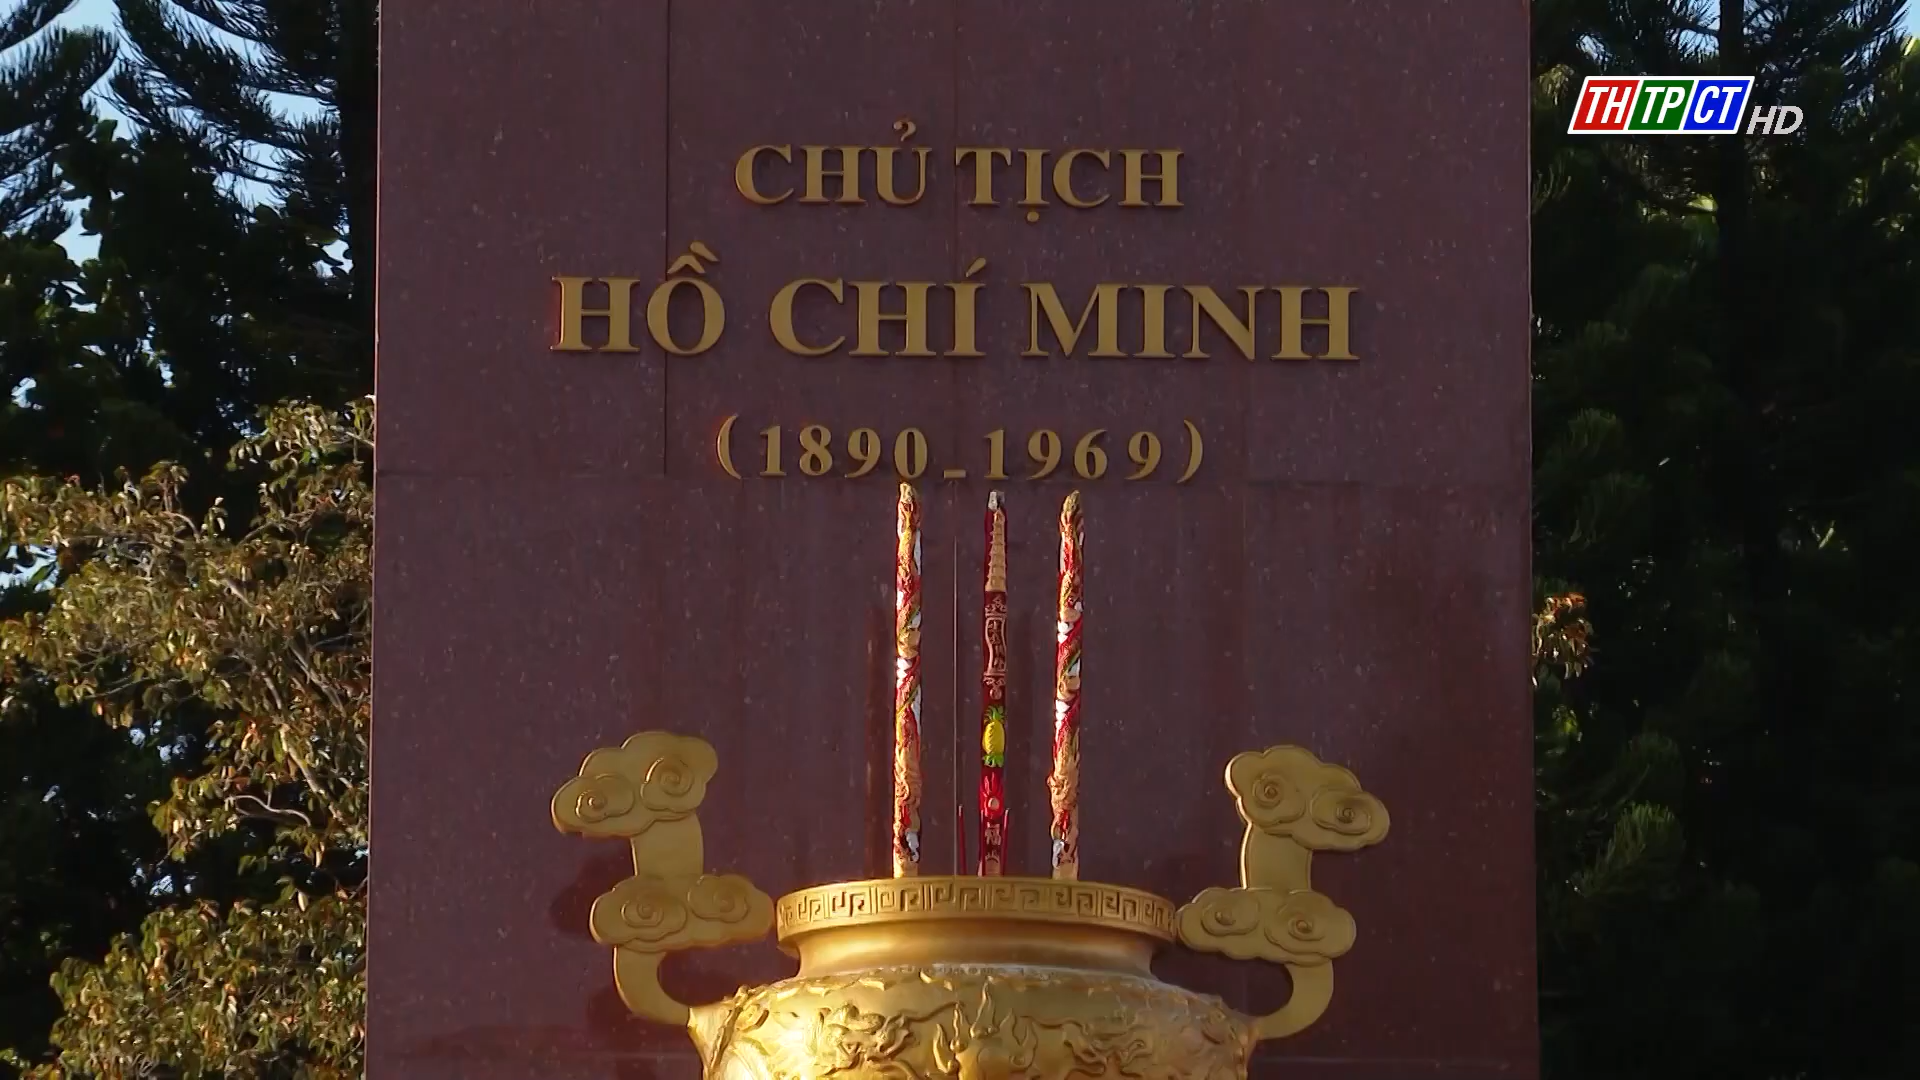 THTPCT HD
CHỦ TỊCH
HỒ CHÍ MINH
(1890 - 1969)